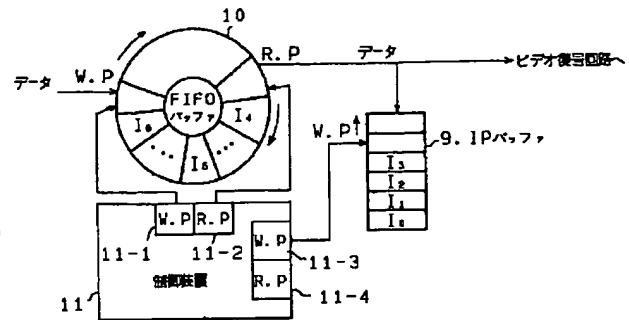 10
R.P
データ
W.P
データ
ビデオ復号回路へ
FIFO
バッファ
I₆
I₄
I₅
W.P↑
9.IPバッファ
I₃
I₂
I₁
I₀
W.P R.P
11-1
11-2
W.P
11-3
制御装置
R.P
11-4
11